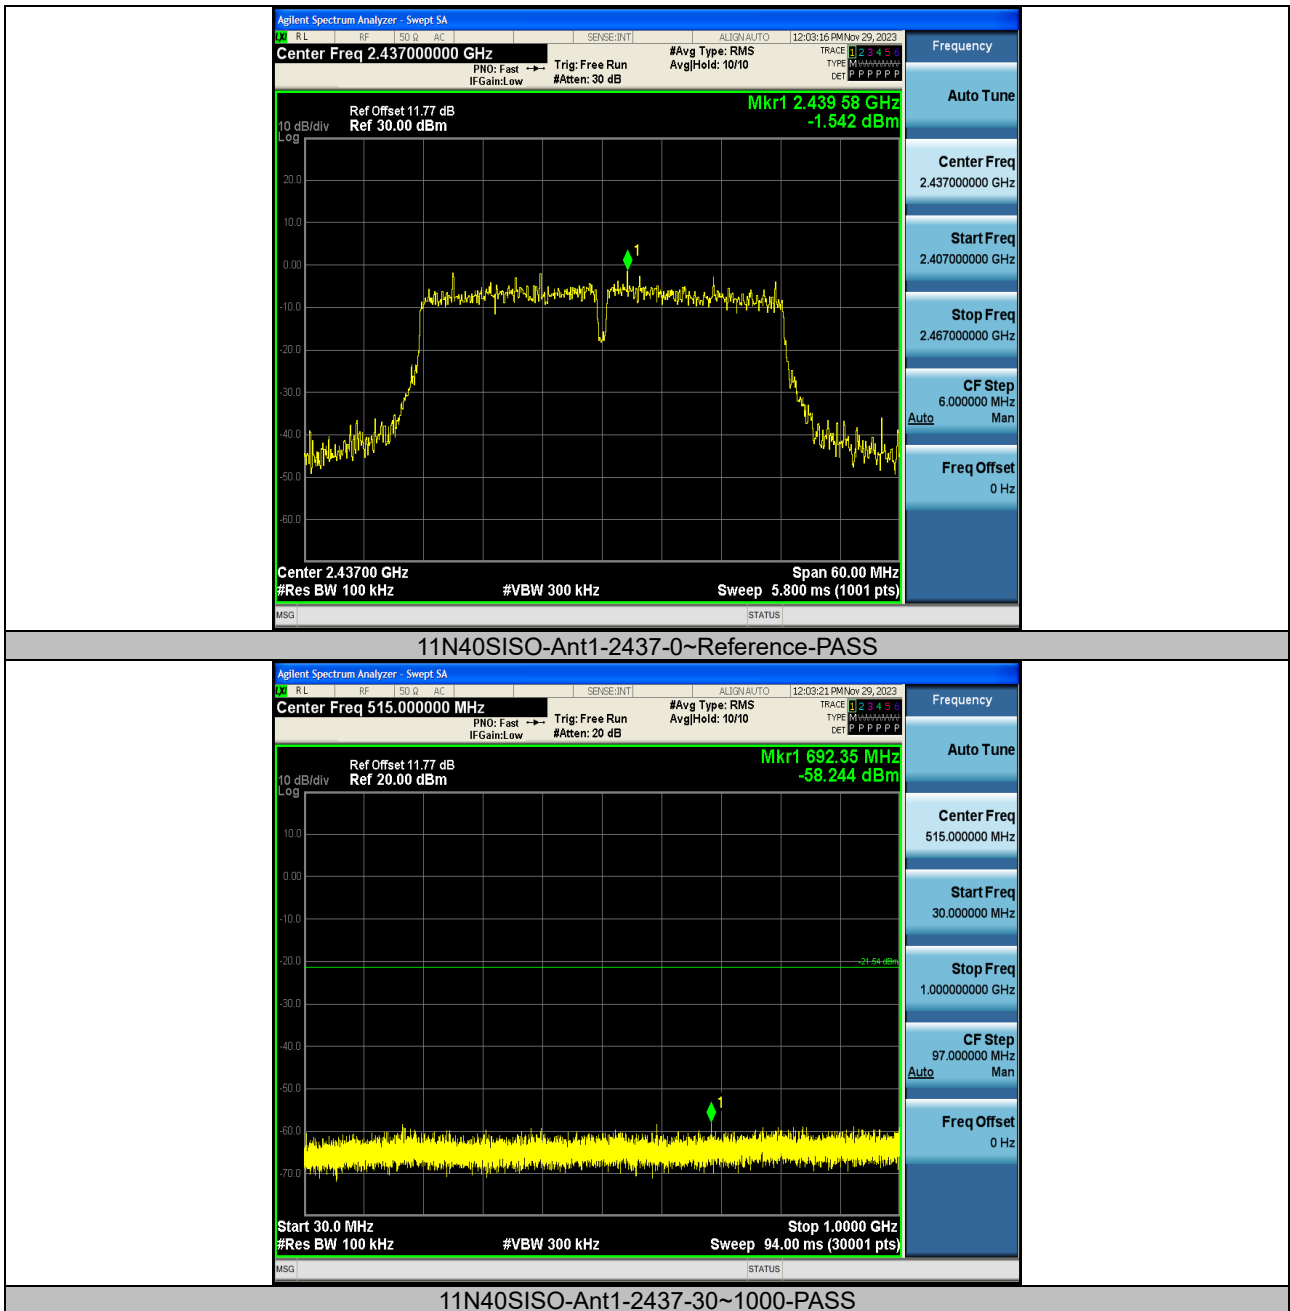 Agilent Spectrum Analyzer - Swept SA
LXI RL RF 50 Ω AC SENSE:INT ALIGN AUTO 12:03:16 PM Nov 29, 2023
Center Freq 2.437000000 GHz
PNO: Fast
IFGain:Low
Trig: Free Run
#Atten: 30 dB
#Avg Type: RMS
Avg|Hold: 10/10
TRACE 1 2 3 4 5 6
TYPE M
DET P P P P P P
Mkr1 2.439 58 GHz
-1.542 dBm
Ref Offset 11.77 dB
10 dB/div Ref 30.00 dBm
Log
20.0
10.0
0.00
-10.0
-20.0
-30.0
-40.0
-50.0
-60.0
1
Center 2.43700 GHz Span 60.00 MHz
#Res BW 100 kHz #VBW 300 kHz Sweep 5.800 ms (1001 pts)
MSG STATUS
Frequency
Auto Tune
Center Freq
2.437000000 GHz
Start Freq
2.407000000 GHz
Stop Freq
2.467000000 GHz
CF Step
6.000000 MHz
Auto Man
Freq Offset
0 Hz
11N40SISO-Ant1-2437-0~Reference-PASS
Agilent Spectrum Analyzer - Swept SA
LXI RL RF 50 Ω AC SENSE:INT ALIGN AUTO 12:03:21 PM Nov 29, 2023
Center Freq 515.000000 MHz
PNO: Fast
IFGain:Low
Trig: Free Run
#Atten: 20 dB
#Avg Type: RMS
Avg|Hold: 10/10
TRACE 1 2 3 4 5 6
TYPE M
DET P P P P P P
Mkr1 692.35 MHz
-58.244 dBm
Ref Offset 11.77 dB
10 dB/div Ref 20.00 dBm
Log
10.0
0.00
-10.0
-20.0
-30.0
-40.0
-50.0
-60.0
-70.0
-21.54 dBm
1
Start 30.0 MHz Stop 1.0000 GHz
#Res BW 100 kHz #VBW 300 kHz Sweep 94.00 ms (30001 pts)
MSG STATUS
Frequency
Auto Tune
Center Freq
515.000000 MHz
Start Freq
30.000000 MHz
Stop Freq
1.000000000 GHz
CF Step
97.000000 MHz
Auto Man
Freq Offset
0 Hz
11N40SISO-Ant1-2437-30~1000-PASS